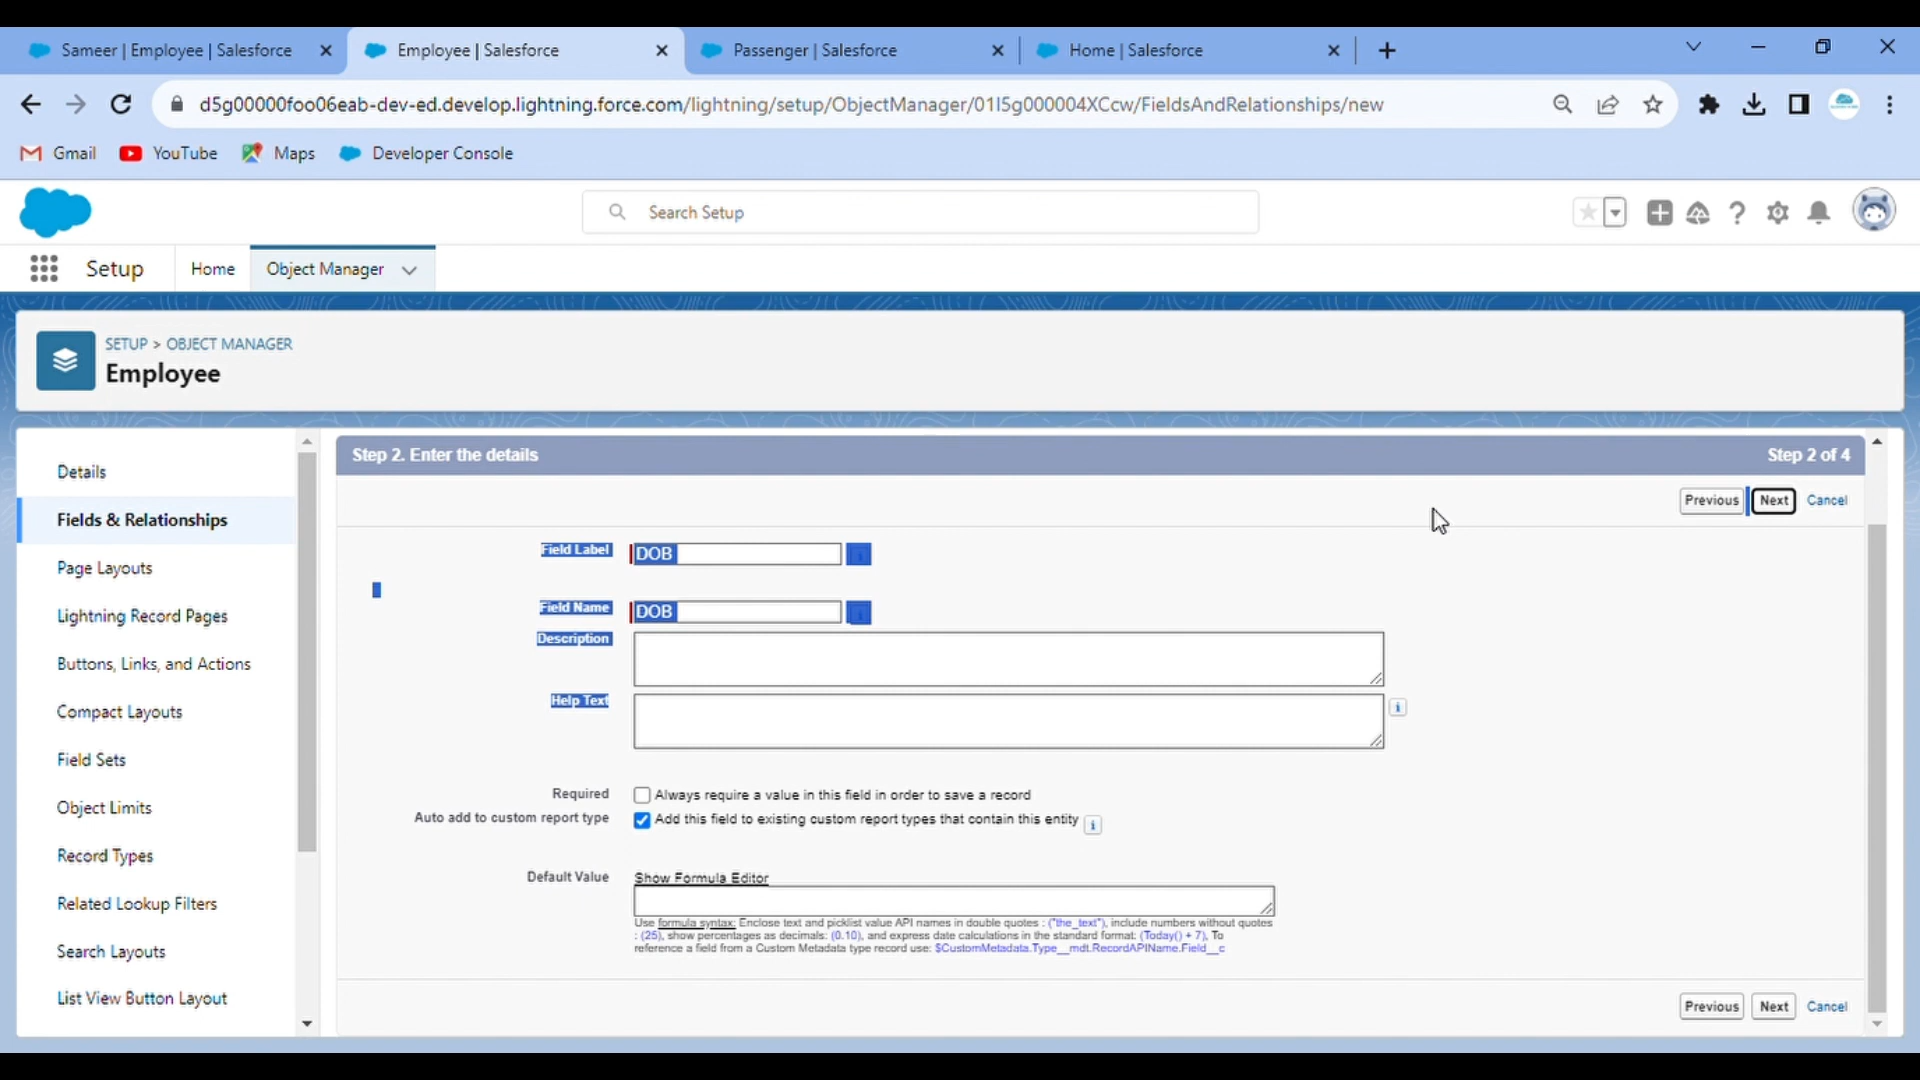 Sameer | Employee | Salesforce
Employee | Salesforce
Passenger | Salesforce
Home | Salesforce
d5g00000foo06eab-dev-ed.develop.lightning.force.com/lightning/setup/ObjectManager/01I5g000004XCcw/FieldsAndRelationships/new
Gmail
YouTube
Maps
Developer Console
Search Setup
Setup
Home
Object Manager
SETUP > OBJECT MANAGER
Employee
Details
Fields & Relationships
Page Layouts
Lightning Record Pages
Buttons, Links, and Actions
Compact Layouts
Field Sets
Object Limits
Record Types
Related Lookup Filters
Search Layouts
List View Button Layout
Step 2. Enter the details
Step 2 of 4
Previous Next Cancel
Field Label DOB i
Field Name DOB i
Description
Help Text i
Required Always require a value in this field in order to save a record
Auto add to custom report type Add this field to existing custom report types that contain this entity i
Default Value Show Formula Editor
Use formula syntax: Enclose text and picklist value API names in double quotes : ("the_text"), include numbers without quotes
: (25), show percentages as decimals: (0.10), and express date calculations in the standard format: (Today() + 7), To
reference a field from a Custom Metadata type record use: $CustomMetadata.Type__mdt.RecordAPIName.Field__c
Previous Next Cancel